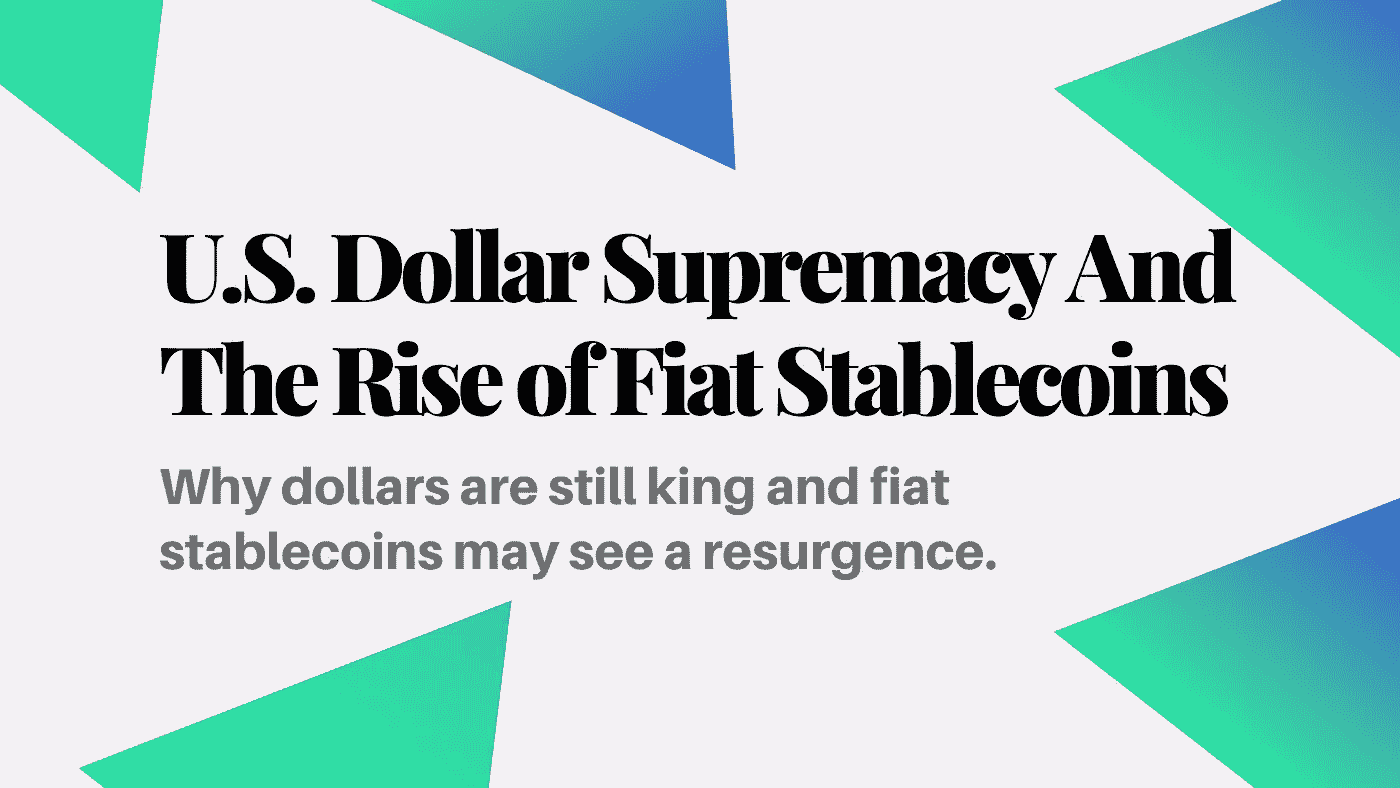 U.S. Dollar Supremacy And
The Rise of Fiat Stablecoins
Why dollars are still king and fiat
stablecoins may see a resurgence.